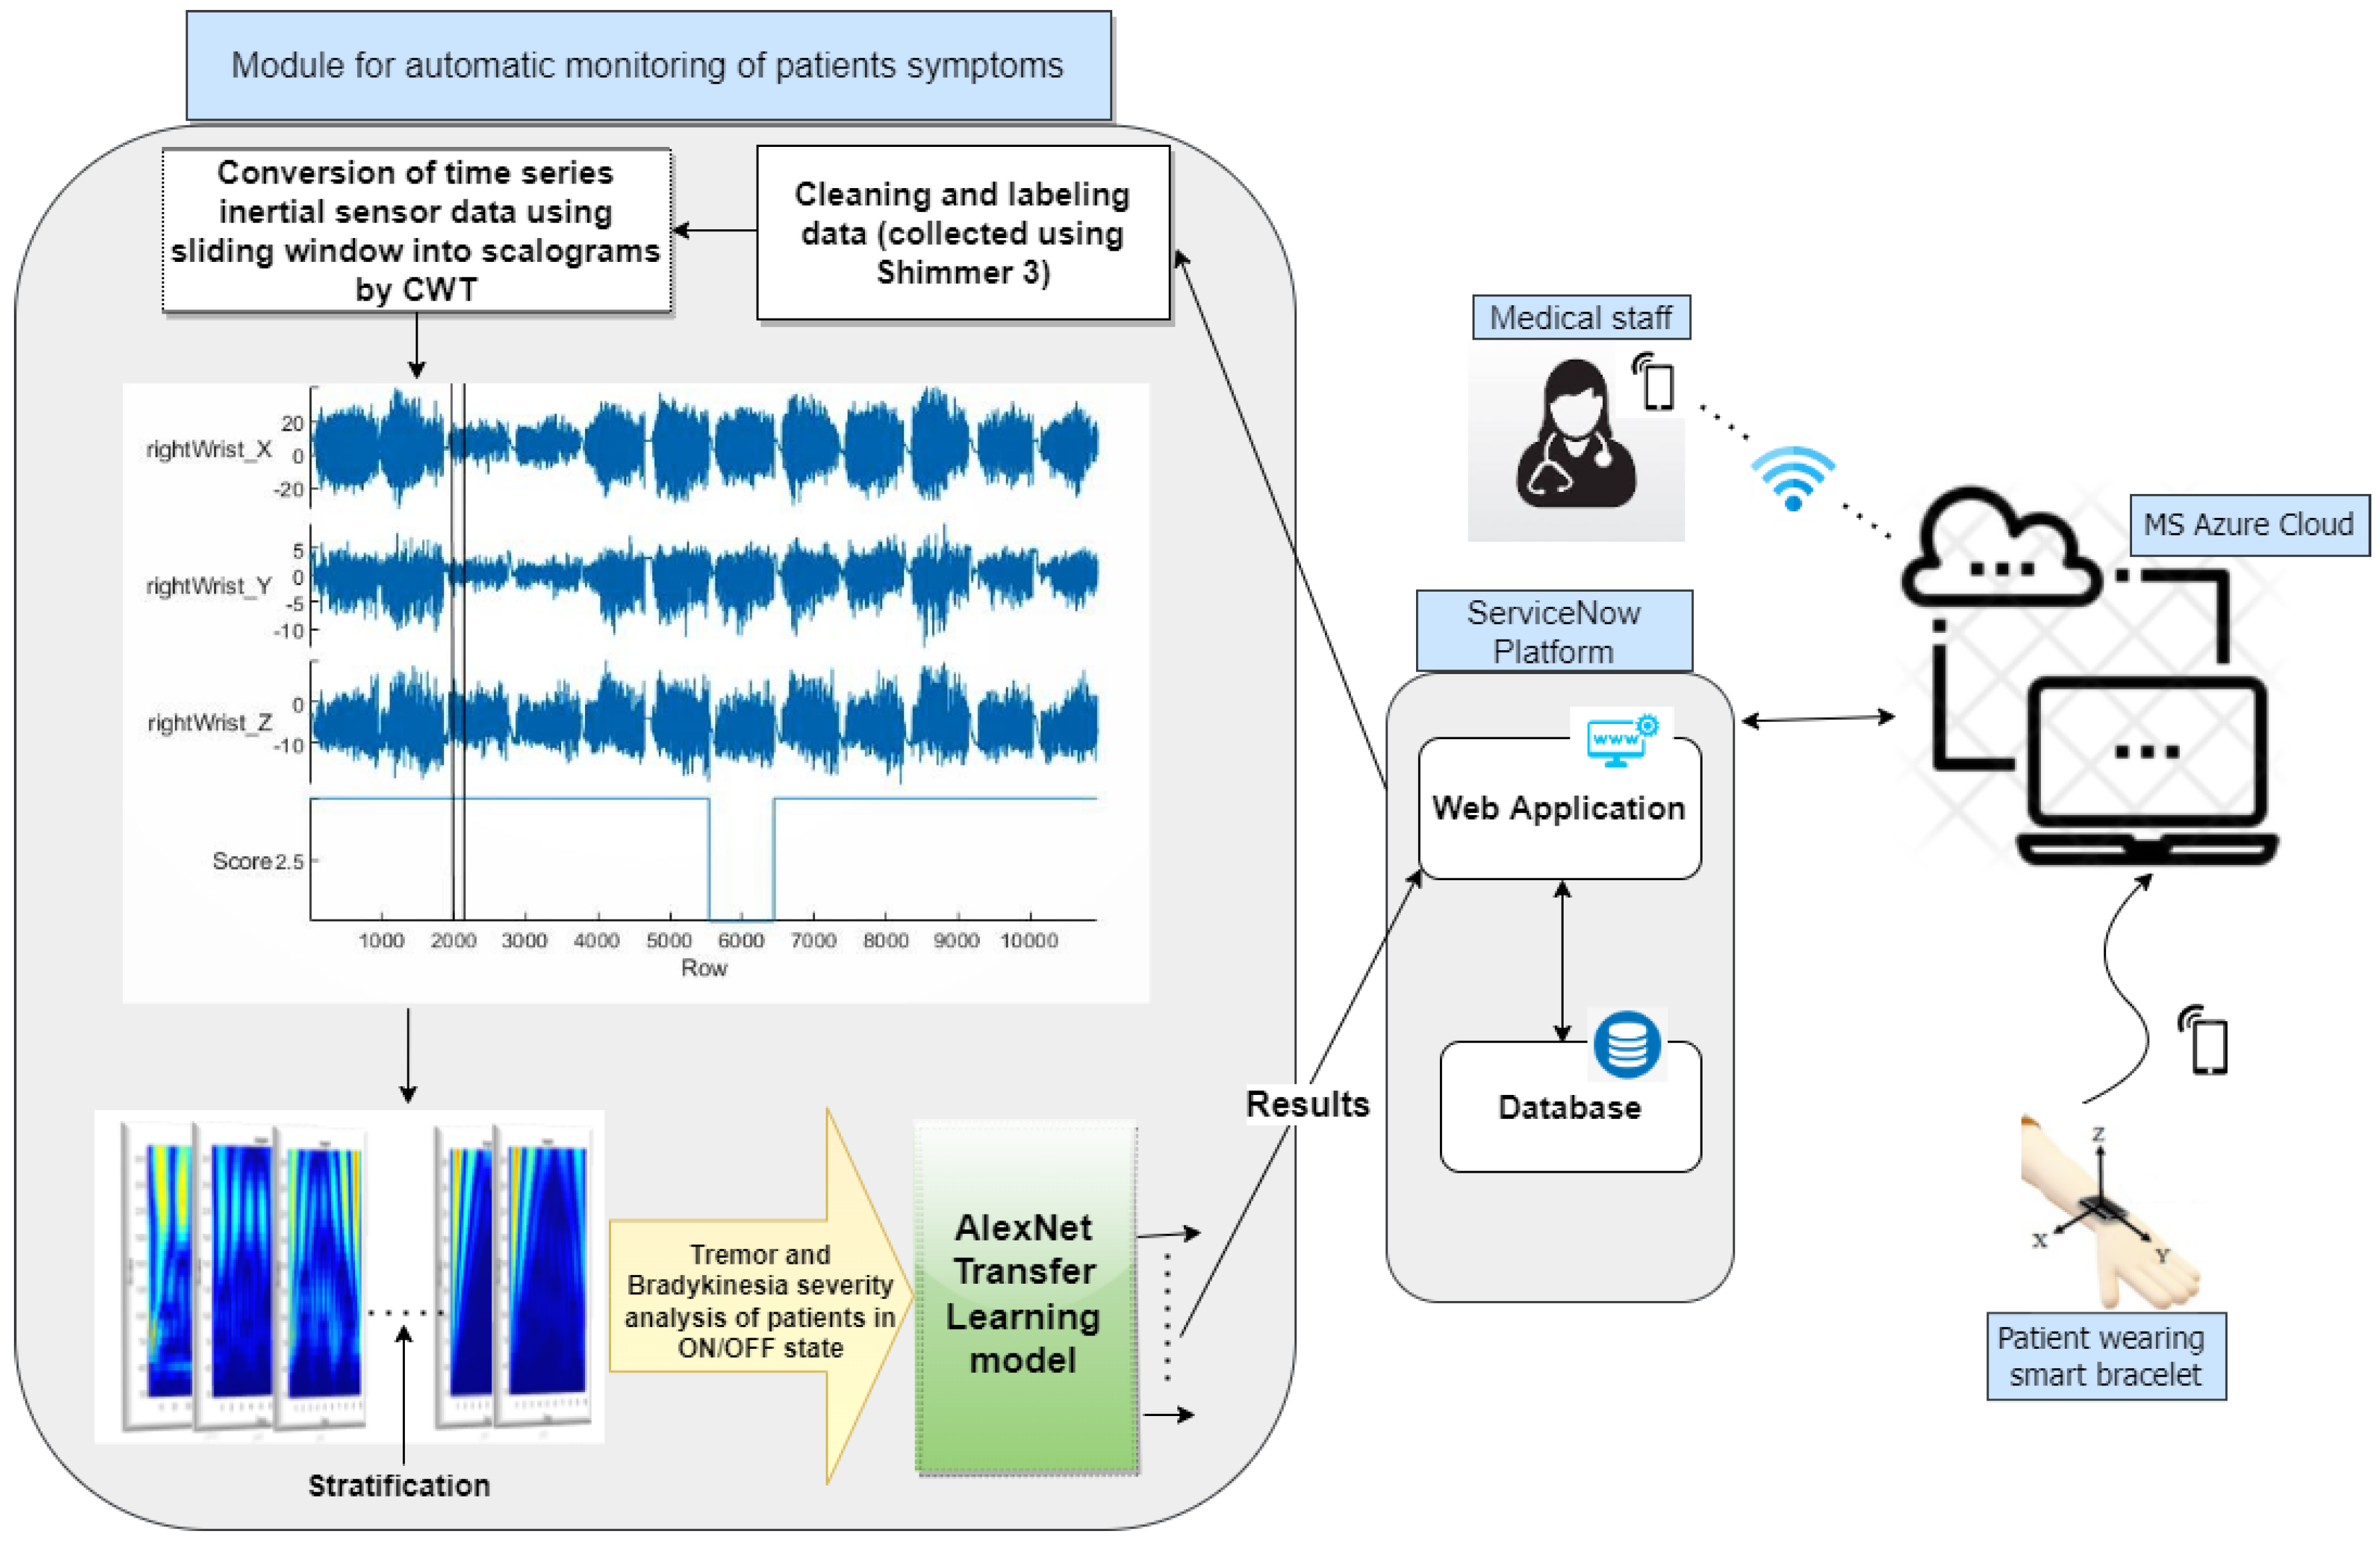 Module for automatic monitoring of patients symptoms
Conversion of time series
inertial sensor data using
sliding window into scalograms
by CWT
Cleaning and labeling
data (collected using
Shimmer 3)
rightWrist_X
20
0
-20
rightWrist_Y
5
0
-5
-10
rightWrist_Z
0
-10
Score
2.5
1000 2000 3000 4000 5000 6000 7000 8000 9000 10000
Row
Stratification
Tremor and
Bradykinesia severity
analysis of patients in
ON/OFF state
AlexNet
Transfer
Learning
model
Results
Medical staff
ServiceNow
Platform
www
Web Application
Database
MS Azure Cloud
Z
X
Y
Patient wearing
smart bracelet